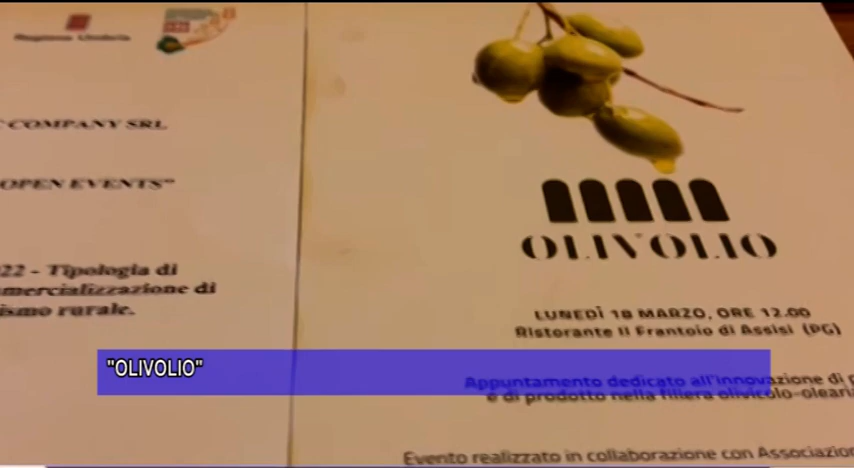 Regione Umbria
COMPANY SRL
OPEN EVENTS"
22 - Tipologia di
mercializzazione di
ismo rurale.
OLIVOLIO
LUNEDÌ 18 MARZO, ORE 12.00
Ristorante Il Frantoio di Assisi (PG)
"OLIVOLIO"
Appuntamento dedicato all'innovazione di p
e di prodotto nella filiera olivicolo-oleari
Evento realizzato in collaborazione con Associazion